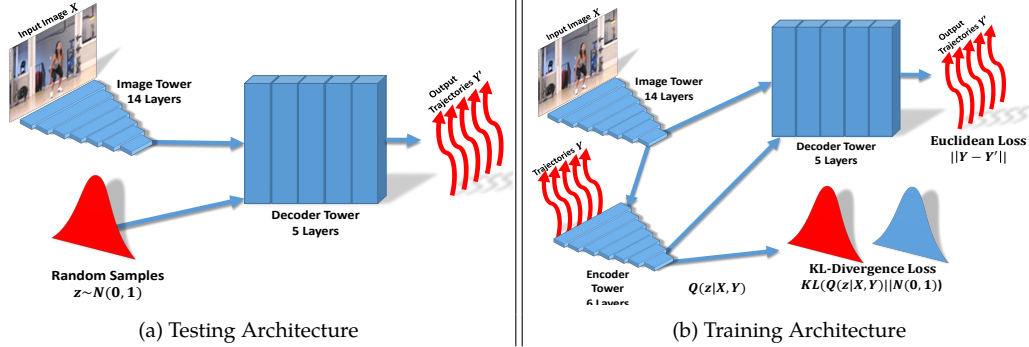 Input Image X
Image Tower
14 Layers
Output
Trajectories Y'
Decoder Tower
5 Layers
Random Samples
z~N(0, 1)
(a) Testing Architecture
Input Image X
Image Tower
14 Layers
Output
Trajectories Y'
Decoder Tower
5 Layers
Euclidean Loss
||Y − Y'||
Trajectories Y
Encoder
Tower
6 Layers
Q(z|X, Y)
KL-Divergence Loss
KL(Q(z|X, Y)||N(0, 1))
(b) Training Architecture